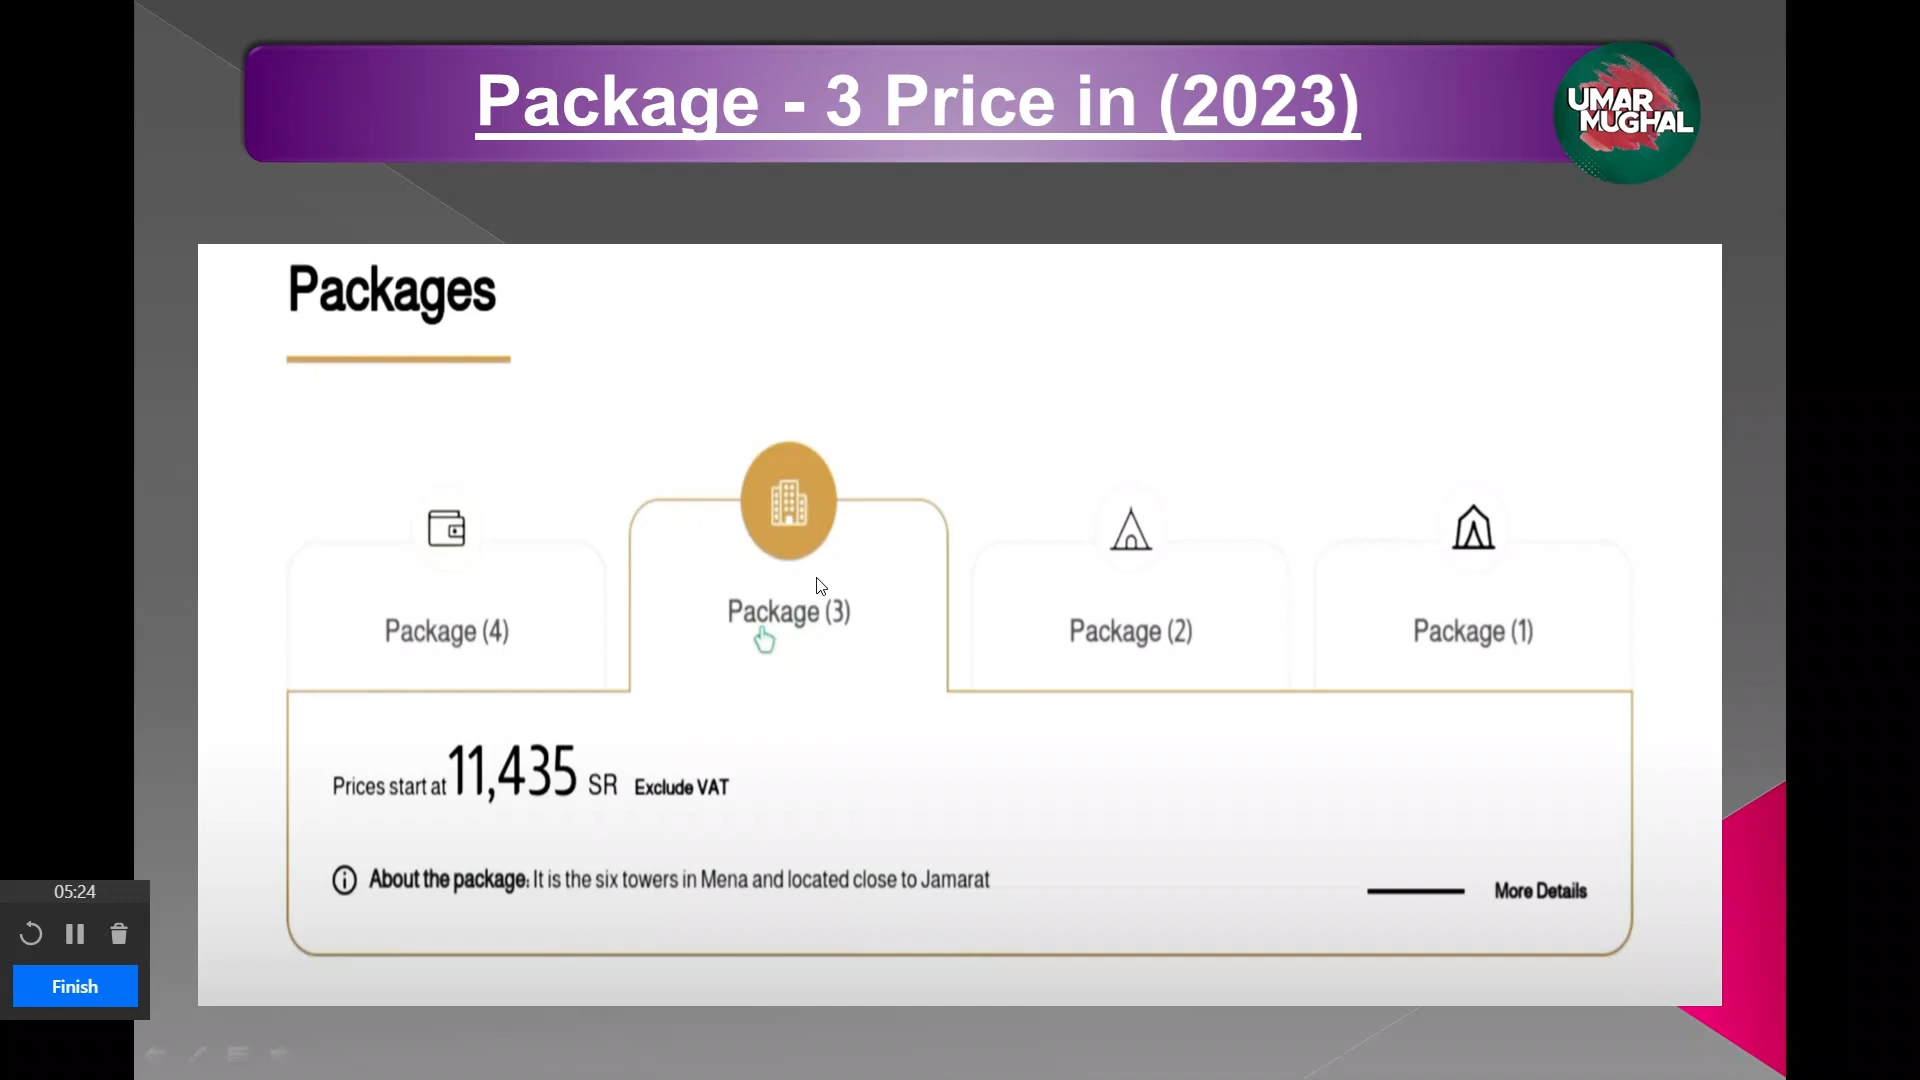 Package - 3 Price in (2023)
UMAR
MUGHAL
Packages
Package (4)
Package (3)
Package (2)
Package (1)
Prices start at 11,435 SR Exclude VAT
About the package: It is the six towers in Mena and located close to Jamarat
More Details
05:24
Finish